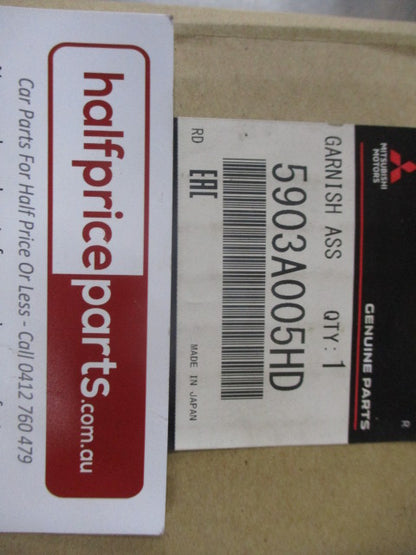 halfpriceparts.com.au
Car Parts For Half Price Or Less - Call 0412 760 479
MITSUBISHI
MOTORS
GENUINE PARTS
R
GARNISH ASS QTY: 1
5903A005HD
RD EAC MADE IN JAPAN